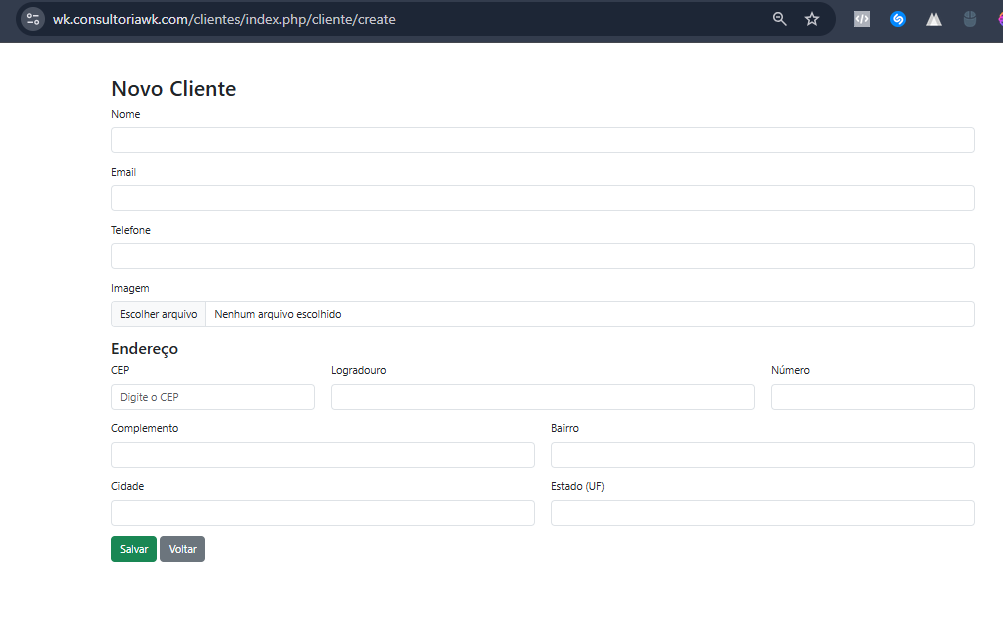 wk.consultoriawk.com/clientes/index.php/cliente/create
Novo Cliente
Nome
Email
Telefone
Imagem
Escolher arquivo Nenhum arquivo escolhido
Endereço
CEP Logradouro Número
Digite o CEP
Complemento Bairro
Cidade Estado (UF)
Salvar Voltar